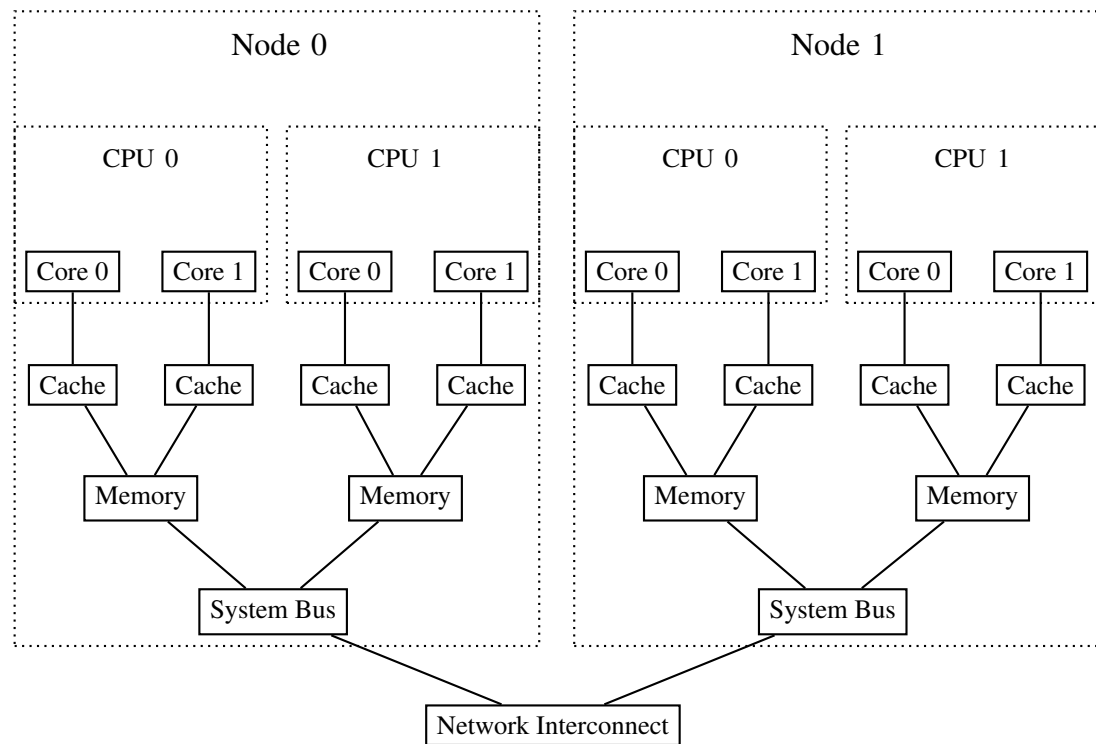 Node 0 Node 1
CPU 0 CPU 1 CPU 0 CPU 1
Core 0 Core 1 Core 0 Core 1 Core 0 Core 1 Core 0 Core 1
Cache Cache Cache Cache Cache Cache Cache Cache
Memory Memory Memory Memory
System Bus System Bus
Network Interconnect